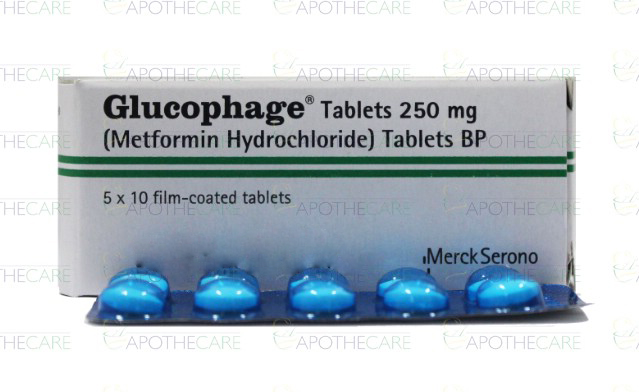 Glucophage® Tablets 250 mg
(Metformin Hydrochloride) Tablets BP
5 x 10 film-coated tablets
MerckSerono
APOTHECARE